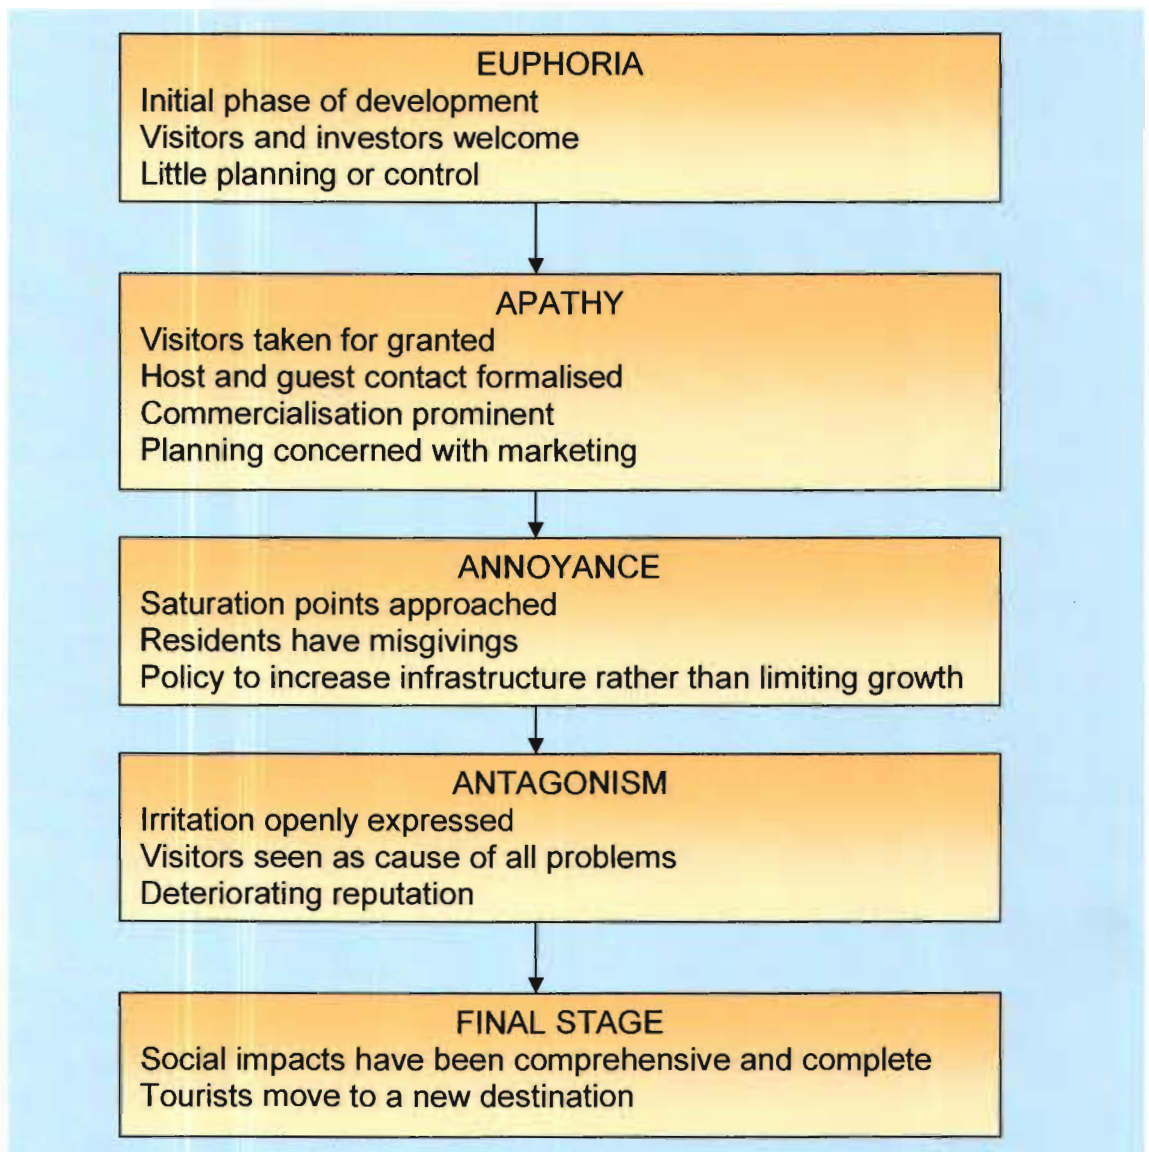 EUPHORIA
Initial phase of development
Visitors and investors welcome
Little planning or control
APATHY
Visitors taken for granted
Host and guest contact formalised
Commercialisation prominent
Planning concerned with marketing
ANNOYANCE
Saturation points approached
Residents have misgivings
Policy to increase infrastructure rather than limiting growth
ANTAGONISM
Irritation openly expressed
Visitors seen as cause of all problems
Deteriorating reputation
FINAL STAGE
Social impacts have been comprehensive and complete
Tourists move to a new destination